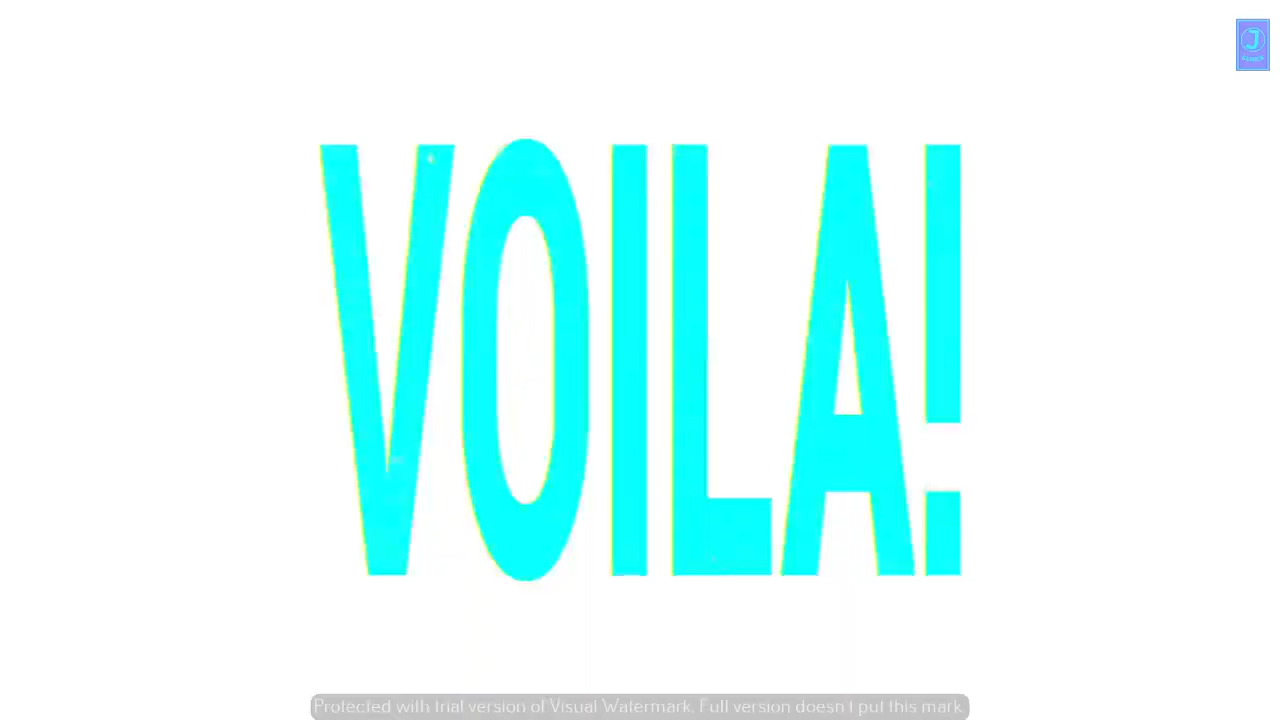 J
VOILA!
Protected with trial version of Visual Watermark. Full version doesn't put this mark.